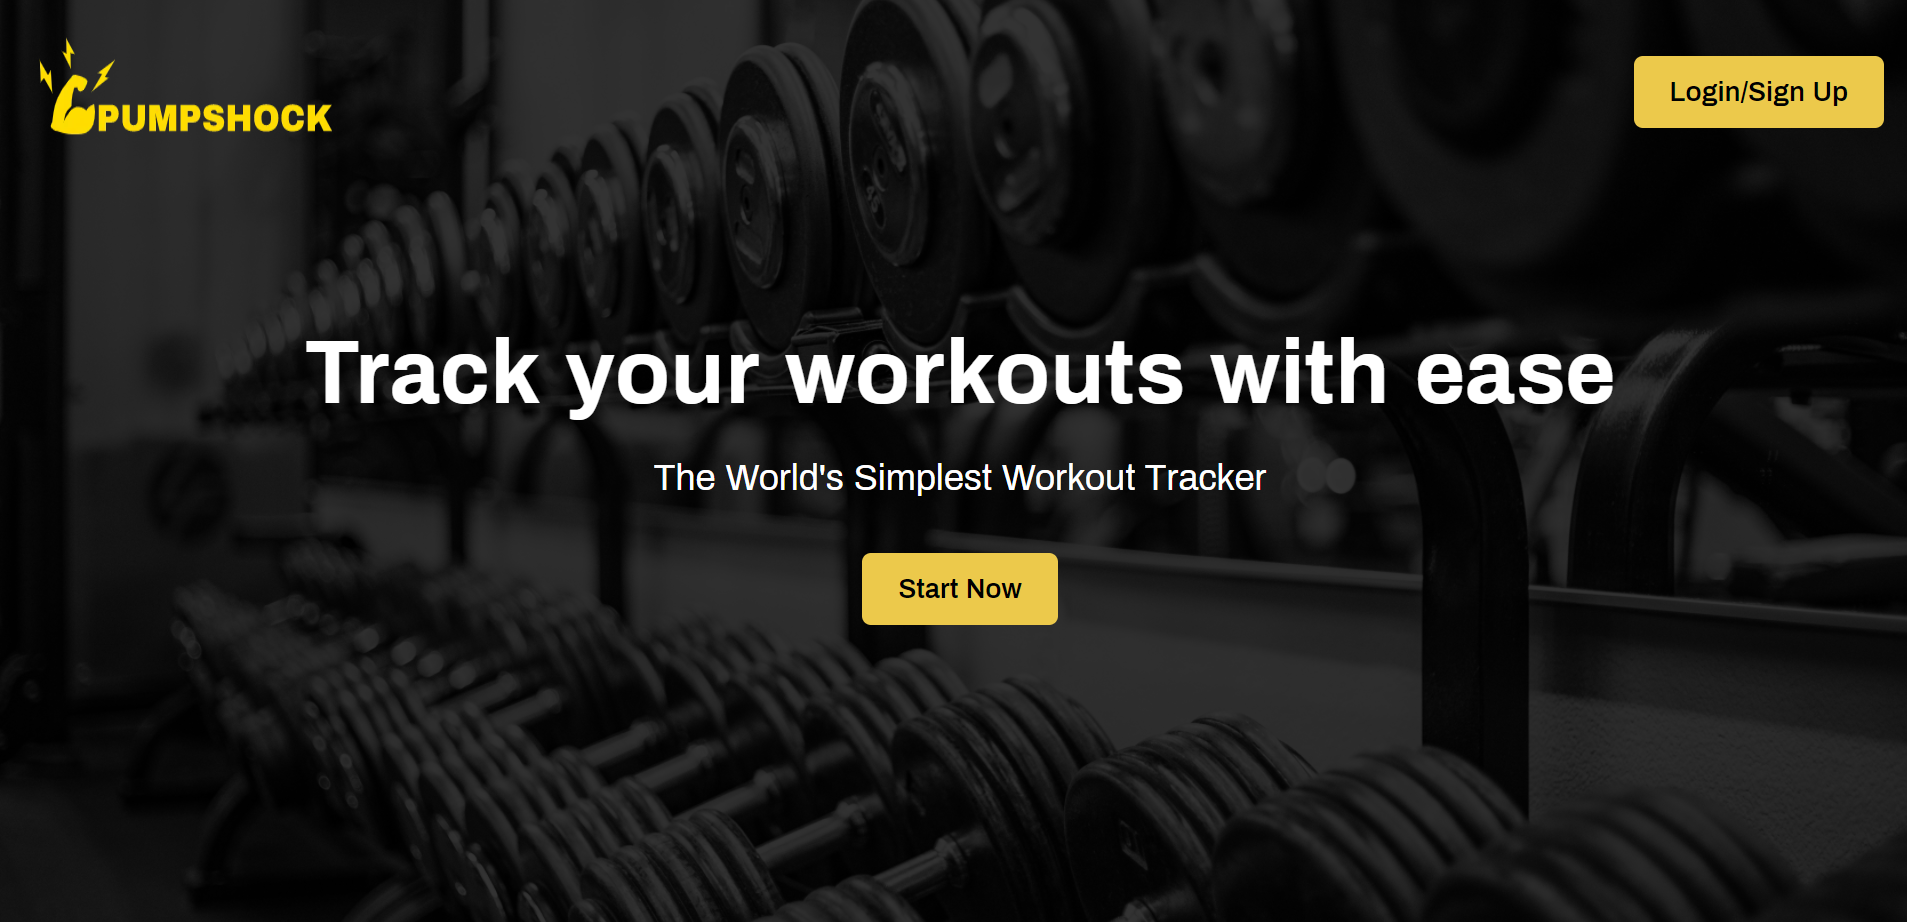 PUMPSHOCK
Login/Sign Up
Track your workouts with ease
The World's Simplest Workout Tracker
Start Now